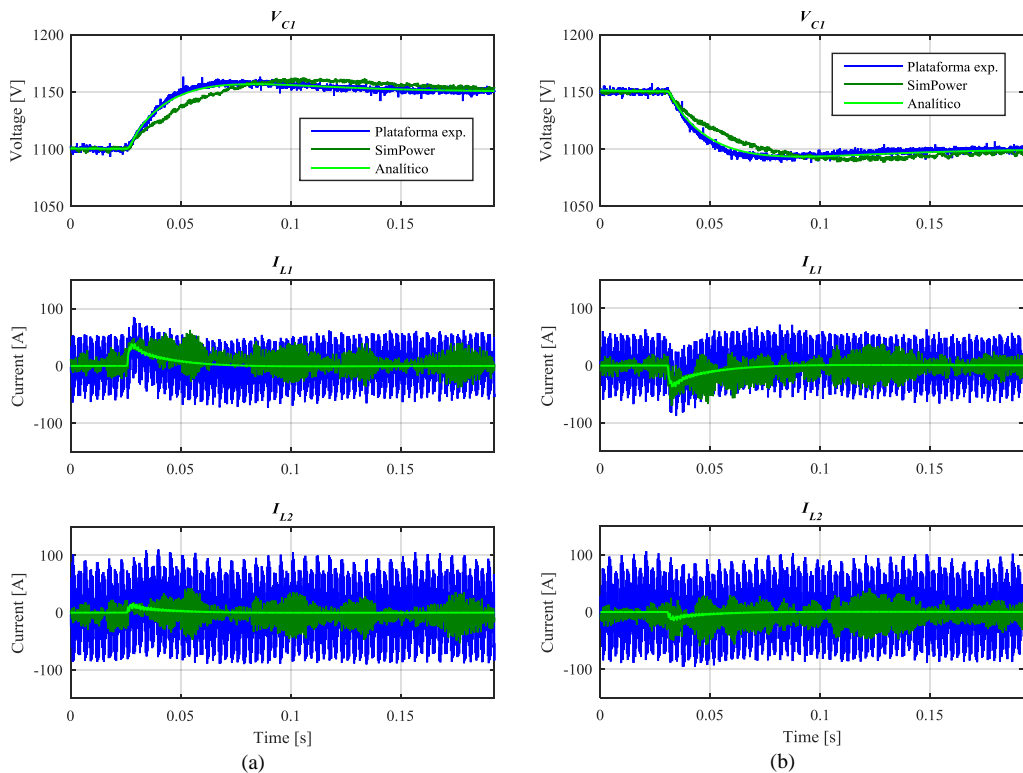 V_C1
1200
1150
1100
1050
Voltage [V]
Plataforma exp.
SimPower
Analítico
0 0.05 0.1 0.15
I_L1
100
0
-100
Current [A]
0 0.05 0.1 0.15
I_L2
100
0
-100
Current [A]
0 0.05 0.1 0.15
Time [s]
(a)
V_C1
1200
1150
1100
1050
Voltage [V]
Plataforma exp.
SimPower
Analítico
0 0.05 0.1 0.15
I_L1
100
0
-100
Current [A]
0 0.05 0.1 0.15
I_L2
100
0
-100
Current [A]
0 0.05 0.1 0.15
Time [s]
(b)